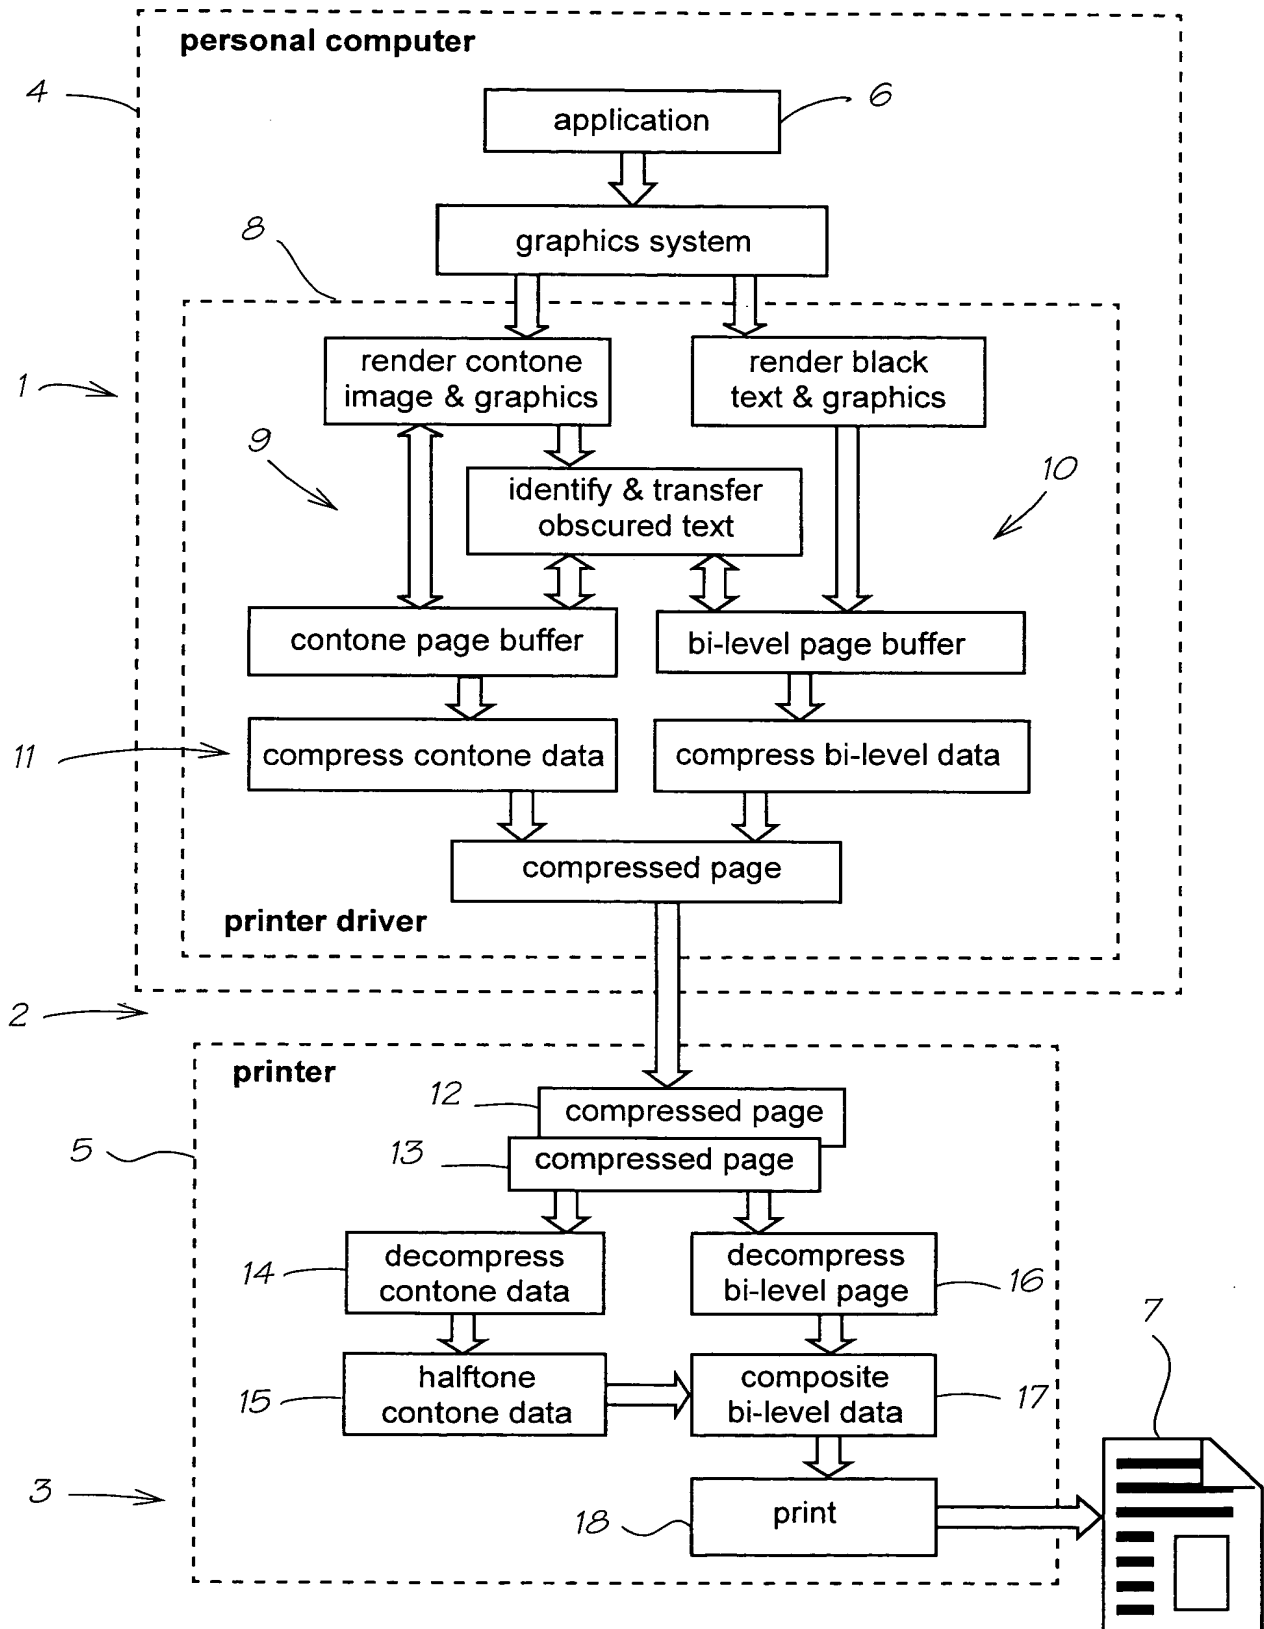 personal computer
4
6
application
8
graphics system
1
render contone
image & graphics
render black
text & graphics
9
10
identify & transfer
obscured text
contone page buffer
bi-level page buffer
11
compress contone data
compress bi-level data
compressed page
printer driver
2
printer
12
compressed page
5
13
compressed page
14
decompress
contone data
decompress
bi-level page
16
7
15
halftone
contone data
composite
bi-level data
17
3
18
print